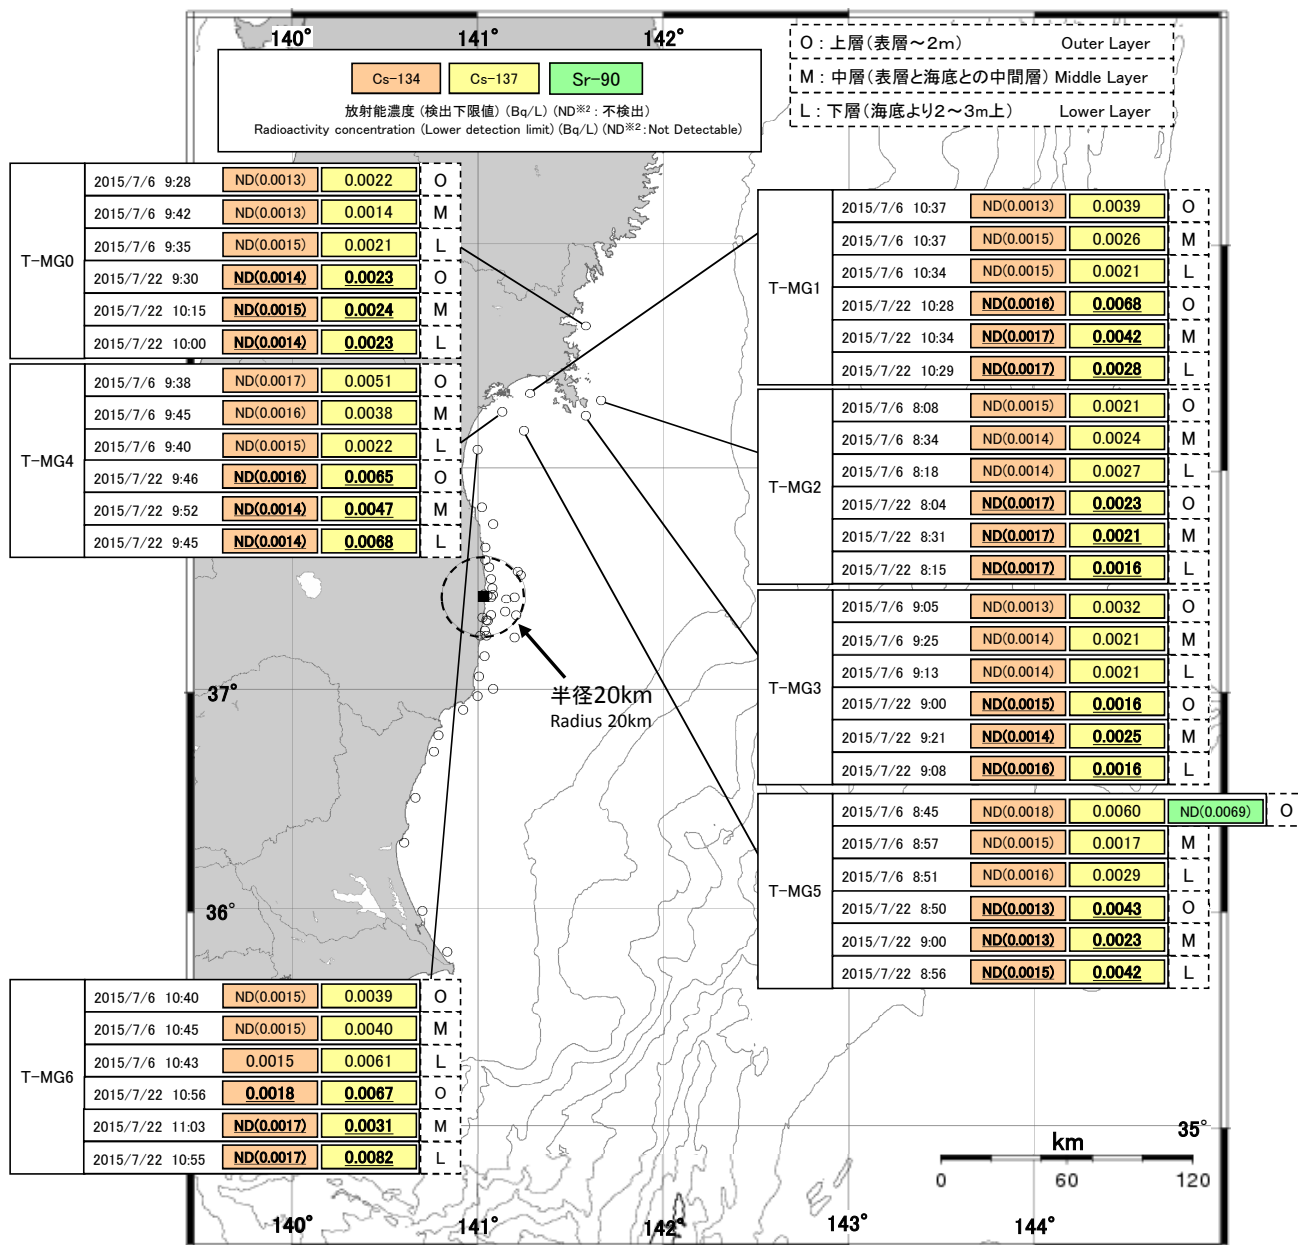 140°
141°
142°
O : 上層(表層～2m) Outer Layer
M : 中層(表層と海底との中間層) Middle Layer
L : 下層(海底より2～3m上) Lower Layer
Cs-134 Cs-137 Sr-90
放射能濃度 (検出下限値) (Bq/L) (ND※2 : 不検出)
Radioactivity concentration (Lower detection limit) (Bq/L) (ND※2 : Not Detectable)
T-MG0
2015/7/6 9:28 ND(0.0013) 0.0022 O
2015/7/6 9:42 ND(0.0013) 0.0014 M
2015/7/6 9:35 ND(0.0015) 0.0021 L
2015/7/22 9:30 ND(0.0014) 0.0023 O
2015/7/22 10:15 ND(0.0015) 0.0024 M
2015/7/22 10:00 ND(0.0014) 0.0023 L
T-MG4
2015/7/6 9:38 ND(0.0017) 0.0051 O
2015/7/6 9:45 ND(0.0016) 0.0038 M
2015/7/6 9:40 ND(0.0015) 0.0022 L
2015/7/22 9:46 ND(0.0016) 0.0065 O
2015/7/22 9:52 ND(0.0014) 0.0047 M
2015/7/22 9:45 ND(0.0014) 0.0068 L
T-MG1
2015/7/6 10:37 ND(0.0013) 0.0039 O
2015/7/6 10:37 ND(0.0015) 0.0026 M
2015/7/6 10:34 ND(0.0015) 0.0021 L
2015/7/22 10:28 ND(0.0016) 0.0068 O
2015/7/22 10:34 ND(0.0017) 0.0042 M
2015/7/22 10:29 ND(0.0017) 0.0028 L
T-MG2
2015/7/6 8:08 ND(0.0015) 0.0021 O
2015/7/6 8:34 ND(0.0014) 0.0024 M
2015/7/6 8:18 ND(0.0014) 0.0027 L
2015/7/22 8:04 ND(0.0017) 0.0023 O
2015/7/22 8:31 ND(0.0017) 0.0021 M
2015/7/22 8:15 ND(0.0017) 0.0016 L
T-MG3
2015/7/6 9:05 ND(0.0013) 0.0032 O
2015/7/6 9:25 ND(0.0014) 0.0021 M
2015/7/6 9:13 ND(0.0014) 0.0021 L
2015/7/22 9:00 ND(0.0015) 0.0016 O
2015/7/22 9:21 ND(0.0014) 0.0025 M
2015/7/22 9:08 ND(0.0016) 0.0016 L
T-MG5
2015/7/6 8:45 ND(0.0018) 0.0060 ND(0.0069) O
2015/7/6 8:57 ND(0.0015) 0.0017 M
2015/7/6 8:51 ND(0.0016) 0.0029 L
2015/7/22 8:50 ND(0.0013) 0.0043 O
2015/7/22 9:00 ND(0.0013) 0.0023 M
2015/7/22 8:56 ND(0.0015) 0.0042 L
半径20km
Radius 20km
37°
36°
T-MG6
2015/7/6 10:40 ND(0.0015) 0.0039 O
2015/7/6 10:45 ND(0.0015) 0.0040 M
2015/7/6 10:43 0.0015 0.0061 L
2015/7/22 10:56 0.0018 0.0067 O
2015/7/22 11:03 ND(0.0017) 0.0031 M
2015/7/22 10:55 ND(0.0017) 0.0082 L
35°
km
0 60 120
140° 141° 142° 143° 144°